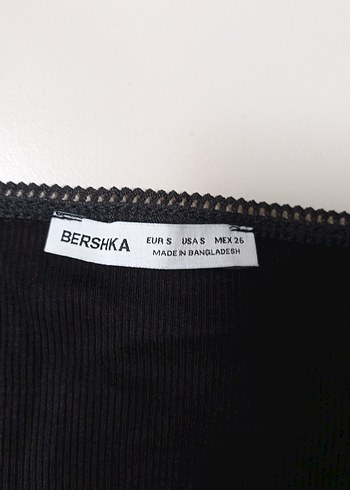 BERSHKA EUR S USA S MEX 26
MADE IN BANGLADESH